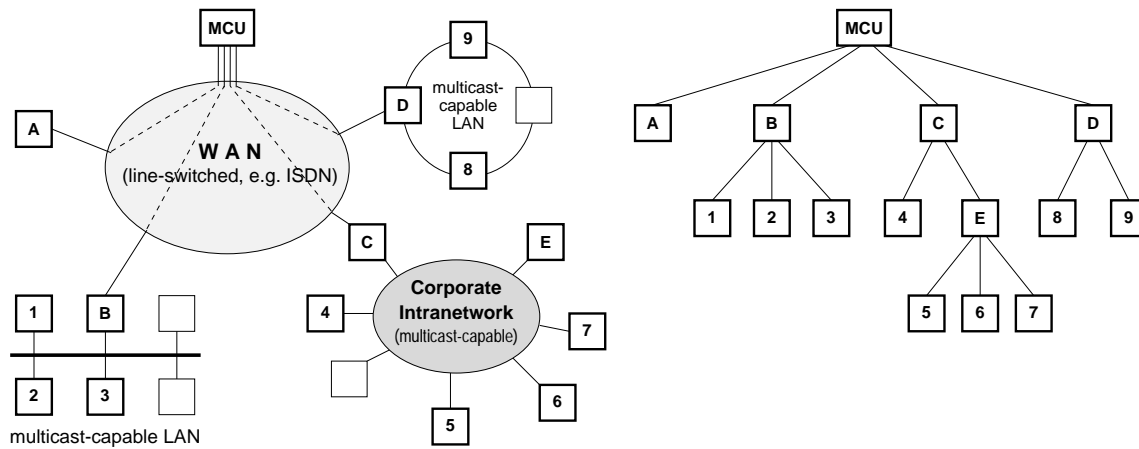 MCU
A
W A N
(line-switched, e.g. ISDN)
9
D
multicast-
capable
LAN
8
C
E
Corporate
Intranetwork
(multicast-capable)
4
7
6
5
1
B
2
3
multicast-capable LAN
MCU
A
B
C
D
1
2
3
4
E
8
9
5
6
7